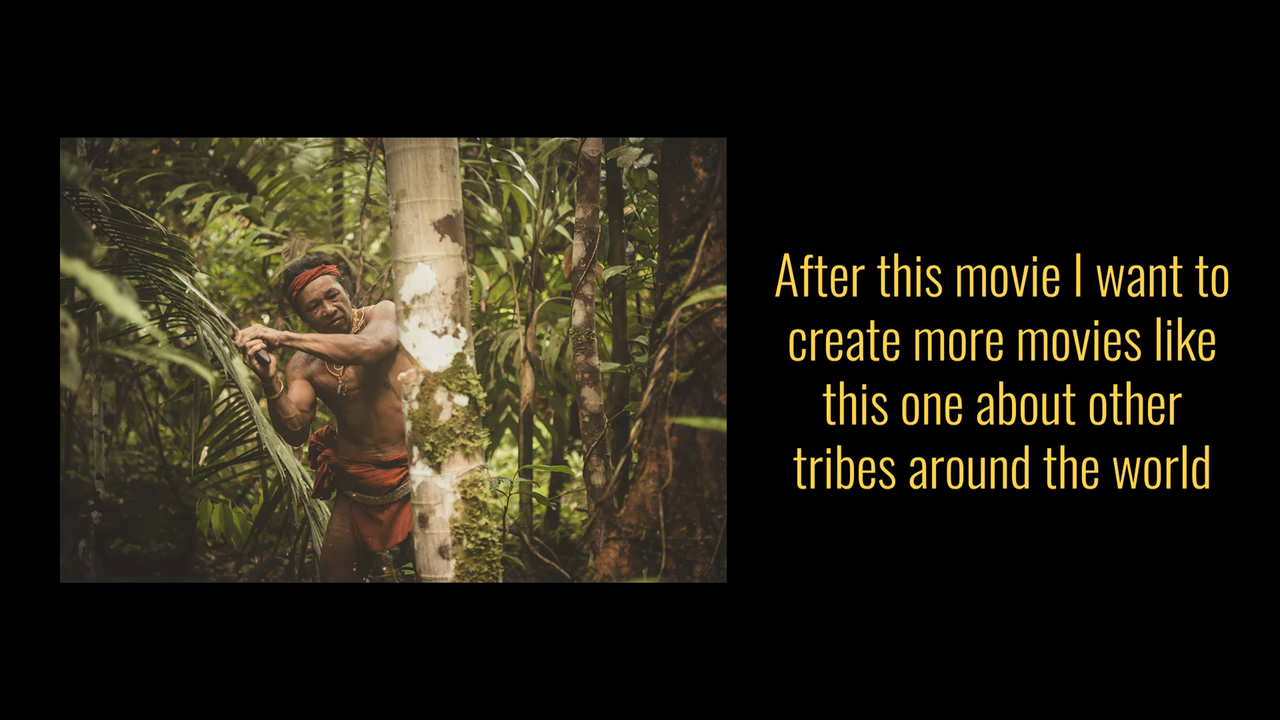 After this movie I want to
create more movies like
this one about other
tribes around the world